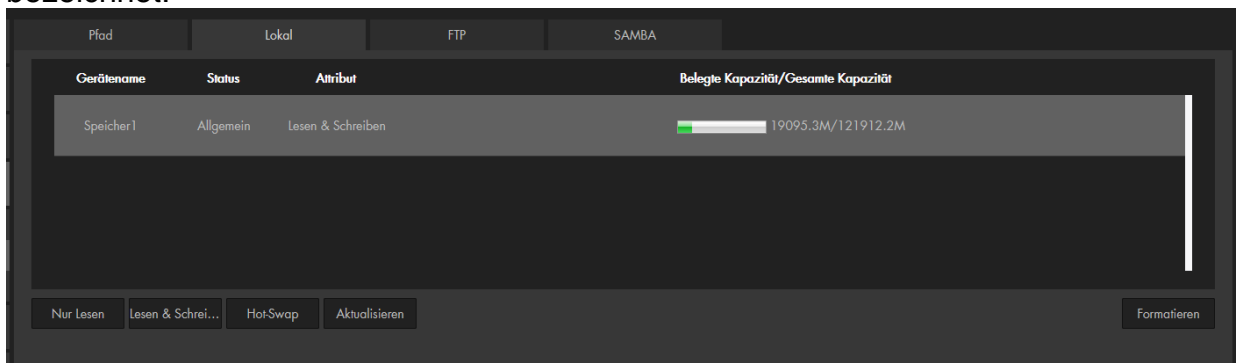 bezeichnet.
Pfad Lokal FTP SAMBA
Gerätename Status Attribut Belegte Kapazität/Gesamte Kapazität
Speicher1 Allgemein Lesen & Schreiben 19095.3M/121912.2M
Nur Lesen Lesen & Schrei... Hot-Swap Aktualisieren Formatieren